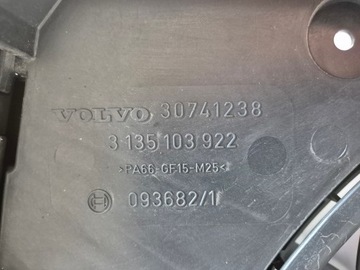 VOLVO 30741238
3 135 103 922
>PA66-GF15-M25<
093682/1